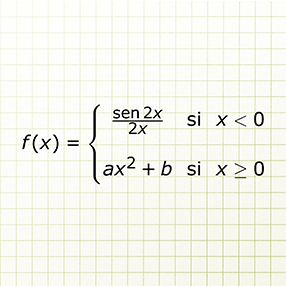 f(x) = { sen 2x / 2x si x < 0
ax² + b si x ≥ 0